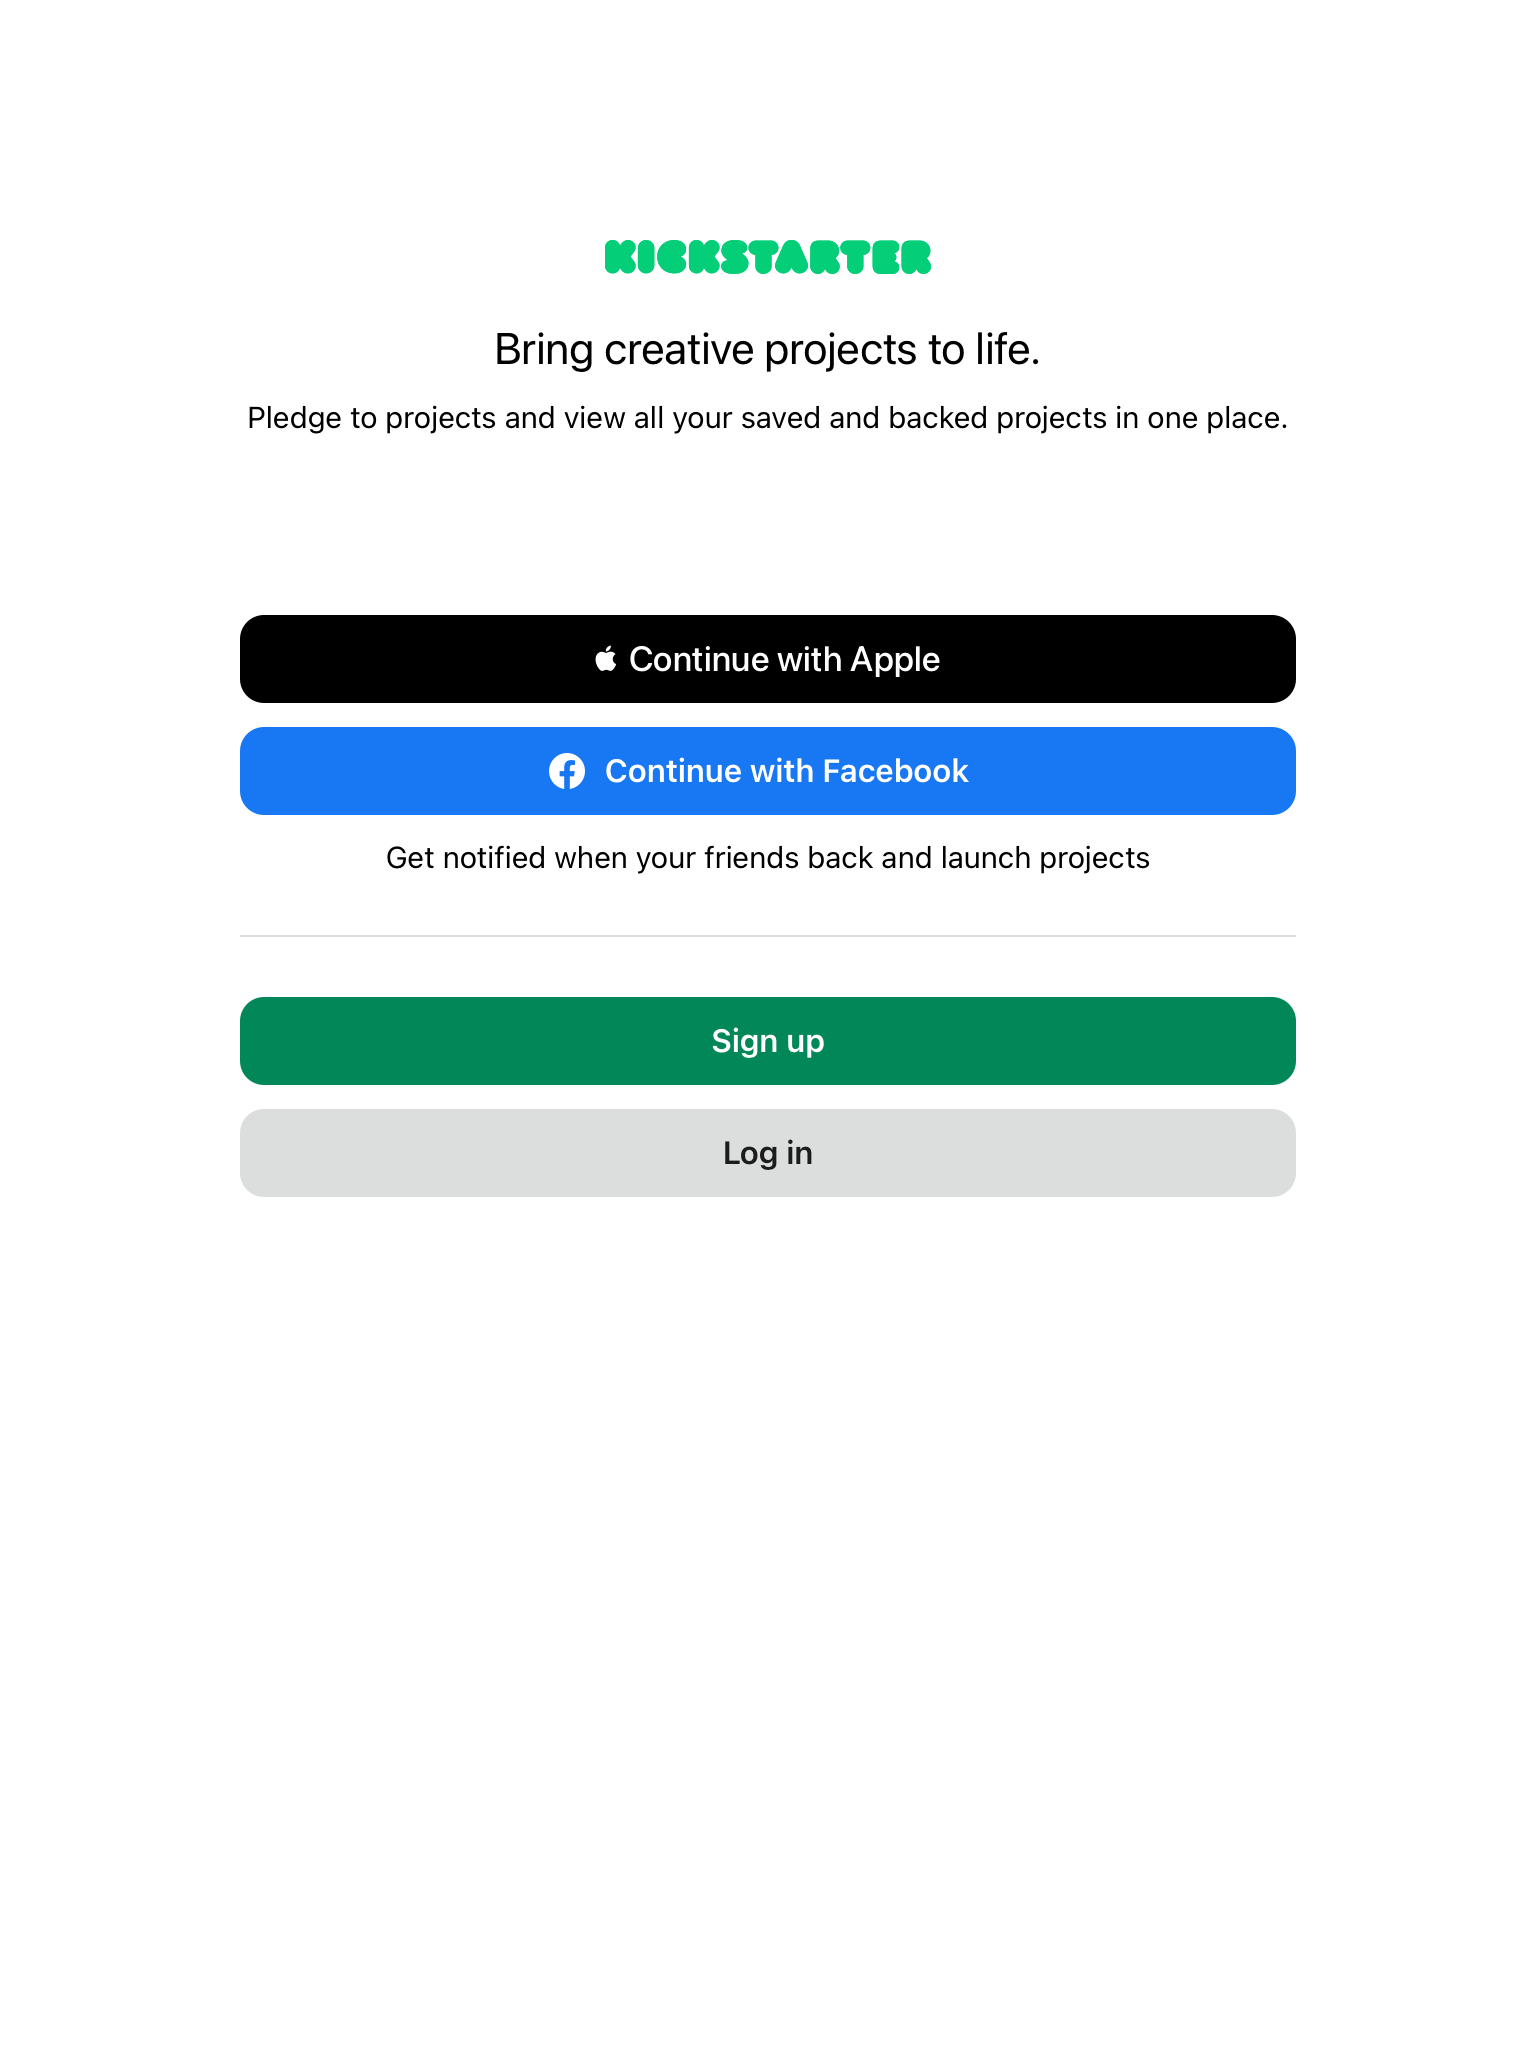 KICKSTARTER
Bring creative projects to life.
Pledge to projects and view all your saved and backed projects in one place.
Continue with Apple
Continue with Facebook
Get notified when your friends back and launch projects
Sign up
Log in